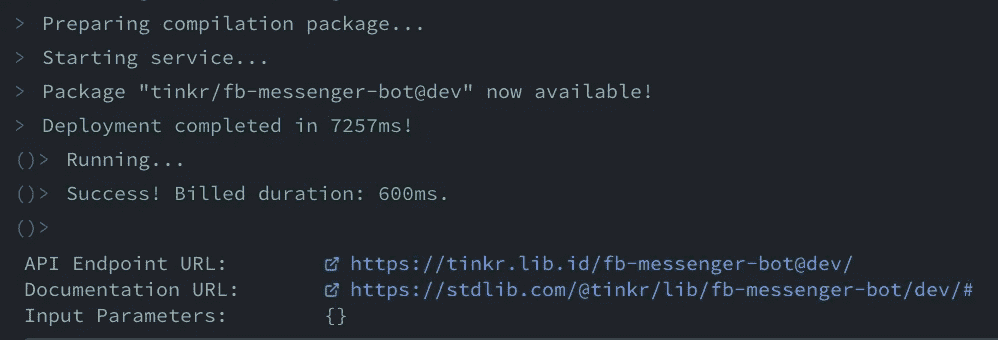 > Preparing compilation package...
> Starting service...
> Package "tinkr/fb-messenger-bot@dev" now available!
> Deployment completed in 7257ms!
()> Running...
()> Success! Billed duration: 600ms.
()>
API Endpoint URL: https://tinkr.lib.id/fb-messenger-bot@dev/
Documentation URL: https://stdlib.com/@tinkr/lib/fb-messenger-bot/dev/#
Input Parameters: {}